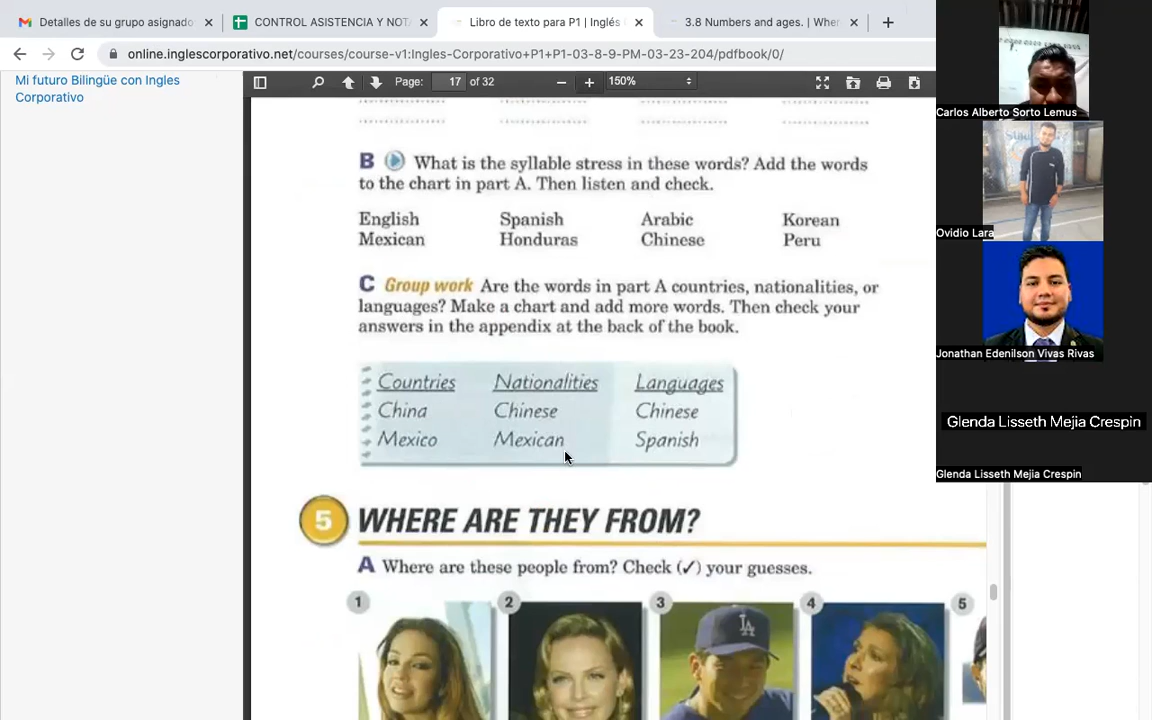 Detalles de su grupo asignado
CONTROL ASISTENCIA Y NOT
Libro de texto para P1 | Inglés
3.8 Numbers and ages. | Wher
online.inglescorporativo.net/courses/course-v1:Ingles-Corporativo+P1+P1-03-8-9-PM-03-23-204/pdfbook/0/
Mi futuro Bilingüe con Ingles
Corporativo
Page: 17 of 32
150%
B What is the syllable stress in these words? Add the words
to the chart in part A. Then listen and check.
English Spanish Arabic Korean
Mexican Honduras Chinese Peru
C Group work Are the words in part A countries, nationalities, or
languages? Make a chart and add more words. Then check your
answers in the appendix at the back of the book.
Countries Nationalities Languages
China Chinese Chinese
Mexico Mexican Spanish
5 WHERE ARE THEY FROM?
A Where are these people from? Check (✓) your guesses.
1 2 3 4 5
LA
Carlos Alberto Sorto Lemus
Ovidio Lara
Jonathan Edenilson Vivas Rivas
Glenda Lisseth Mejia Crespin
Glenda Lisseth Mejia Crespin